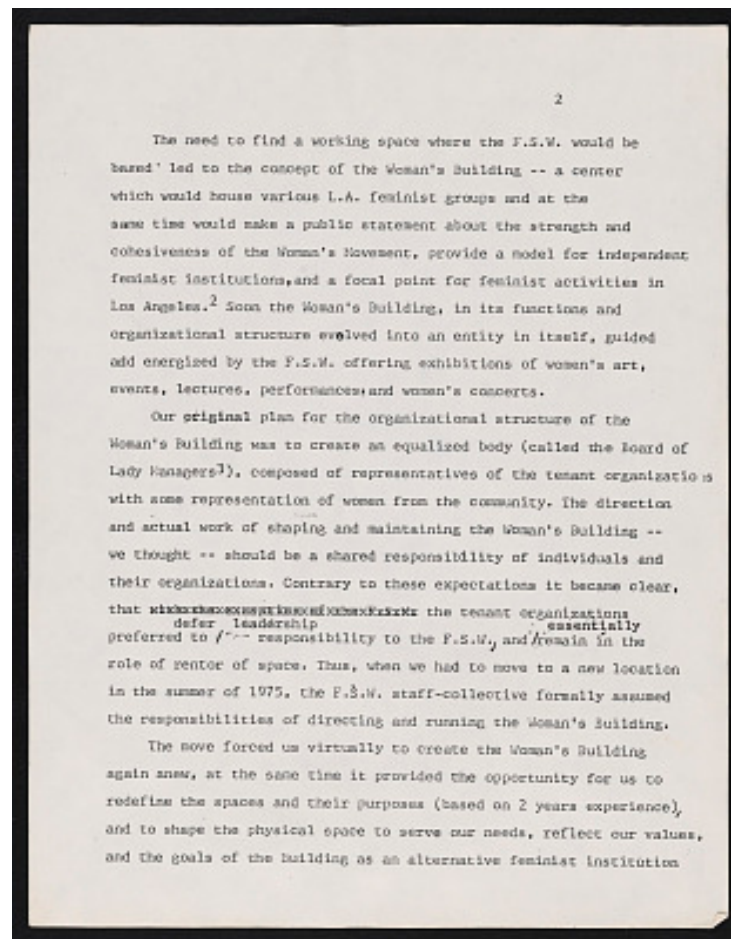 2
The need to find a working space where the F.S.W. would be
based' led to the concept of the Woman's Building -- a center
which would house various L.A. feminist groups and at the
same time would make a public statement about the strength and
cohesiveness of the Woman's Movement, provide a model for independent
feminist institutions, and a focal point for feminist activities in
Los Angeles.2 Soon the Woman's Building, in its functions and
organizational structure evolved into an entity in itself, guided
add energized by the F.S.W. offering exhibitions of women's art,
events, lectures, performances, and women's concerts.
Our original plan for the organizational structure of the
Woman's Building was to create an equalized body (called the Board of
Lady Managers3), composed of representatives of the tenant organizations
with some representation of women from the community. The direction
and actual work of shaping and maintaining the Woman's Building --
we thought -- should be a shared responsibility of individuals and
their organizations. Contrary to these expectations it became clear,
that the tenant organizations
defer leadership essentially
preferred to / responsibility to the F.S.W., and /remain in the
role of rentor of space. Thus, when we had to move to a new location
in the summer of 1975, the F.S.W. staff-collective formally assumed
the responsibilities of directing and running the Woman's Building.
The move forced us virtually to create the Woman's Building
again anew, at the same time it provided the opportunity for us to
redefine the spaces and their purposes (based on 2 years experience),
and to shape the physical space to serve our needs, reflect our values,
and the goals of the building as an alternative feminist institution